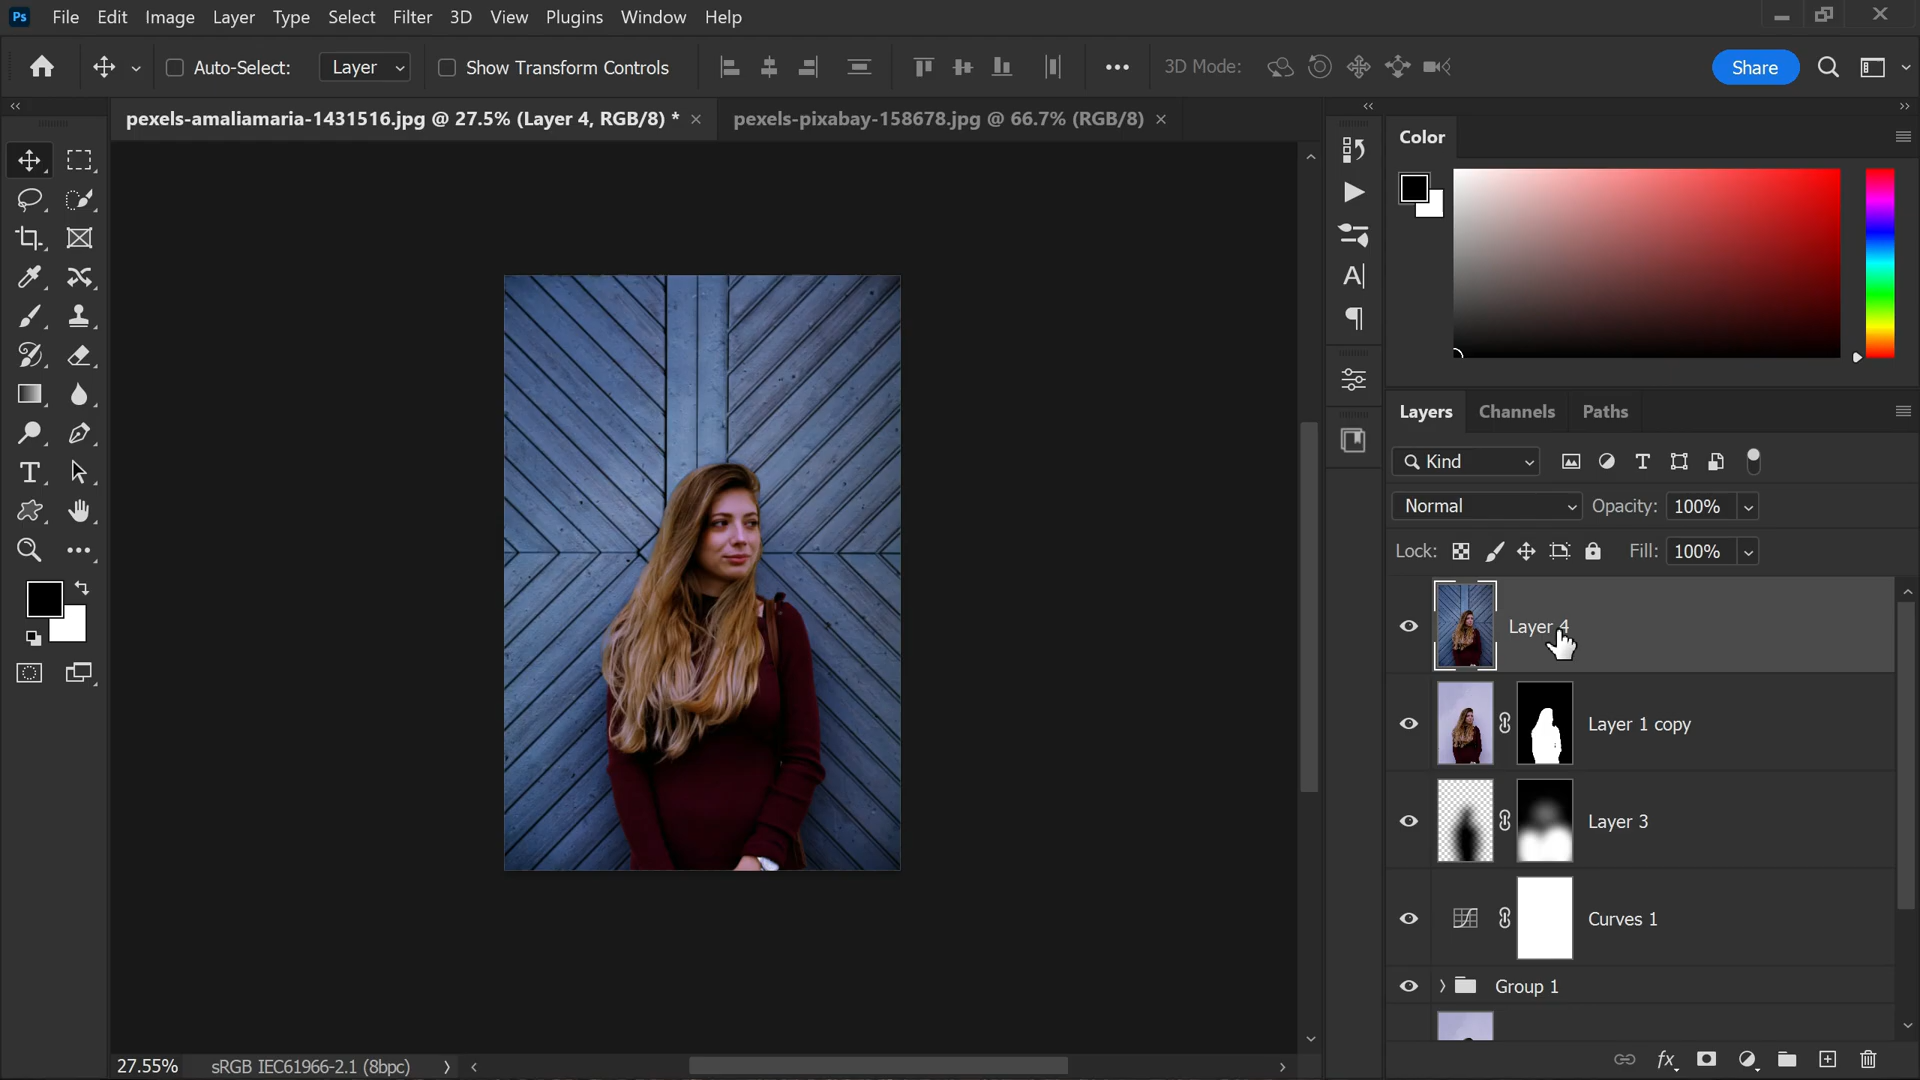 Ps File Edit Image Layer Type Select Filter 3D View Plugins Window Help
Auto-Select: Layer Show Transform Controls 3D Mode: Share
pexels-amaliamaria-1431516.jpg @ 27.5% (Layer 4, RGB/8) * pexels-pixabay-158678.jpg @ 66.7% (RGB/8)
Color
Layers Channels Paths
Kind
Normal Opacity: 100%
Lock: Fill: 100%
Layer 4
Layer 1 copy
Layer 3
Curves 1
Group 1
27.55% sRGB IEC61966-2.1 (8bpc)